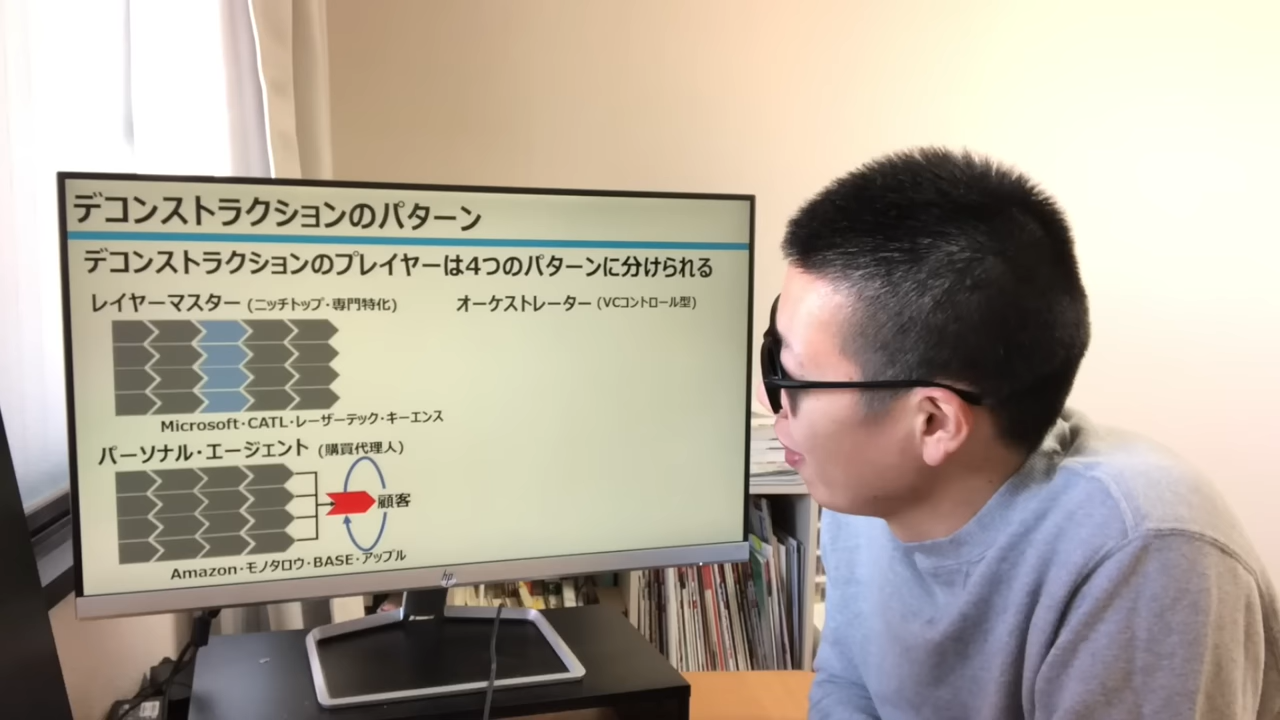 デコンストラクションのパターン
デコンストラクションのプレイヤーは4つのパターンに分けられる
レイヤーマスター (ニッチトップ・専門特化)
オーケストレーター (VCコントロール型)
Microsoft・CATL・レーザーテック・キーエンス
パーソナル・エージェント (購買代理人)
顧客
Amazon・モノタロウ・BASE・アップル
hp